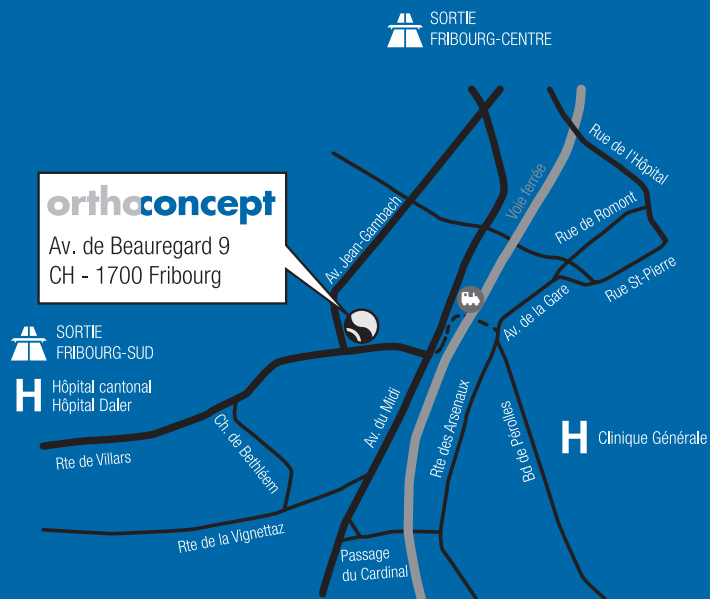 SORTIE
FRIBOURG-CENTRE
Rue de l'Hôpital
Voie ferrée
orthoconcept
Av. de Beauregard 9
CH - 1700 Fribourg
Av. Jean-Gambach
Rue de Romont
Rue St-Pierre
Av. de la Gare
SORTIE
FRIBOURG-SUD
H
Hôpital cantonal
Hôpital Daler
Av. du Midi
Rte des Arsenaux
Bd de Pérolles
H
Clinique Générale
Ch. de Bethléem
Rte de Villars
Rte de la Vignettaz
Passage
du Cardinal